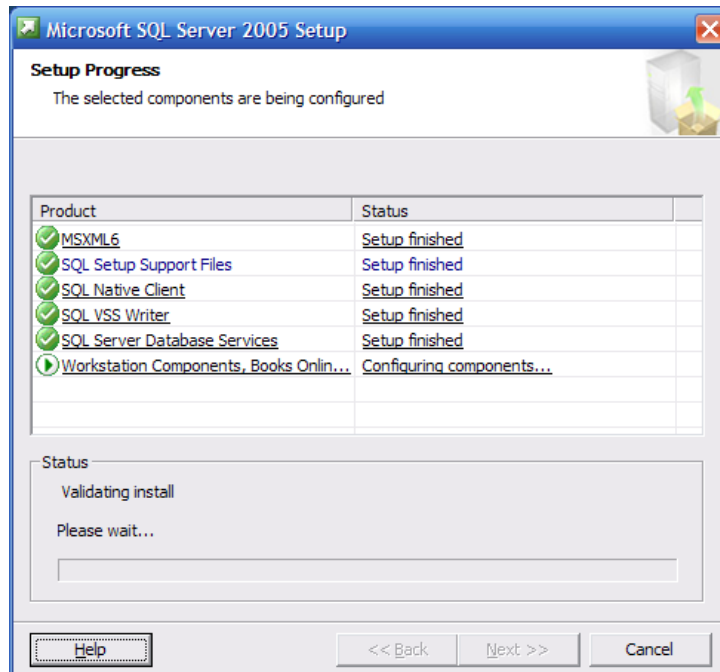 Microsoft SQL Server 2005 Setup
Setup Progress
The selected components are being configured
Product Status
MSXML6 Setup finished
SQL Setup Support Files Setup finished
SQL Native Client Setup finished
SQL VSS Writer Setup finished
SQL Server Database Services Setup finished
Workstation Components, Books Onlin... Configuring components...
Status
Validating install
Please wait...
Help << Back Next >> Cancel